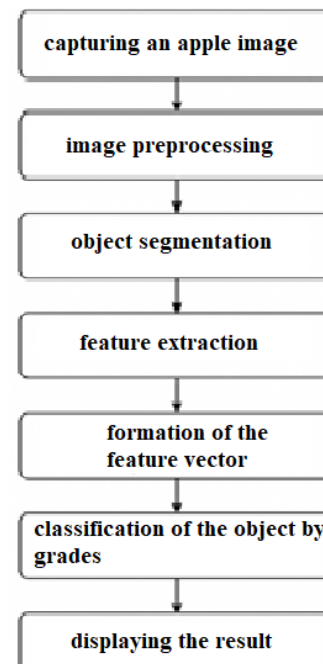 capturing an apple image
image preprocessing
object segmentation
feature extraction
formation of the
feature vector
classification of the object by
grades
displaying the result